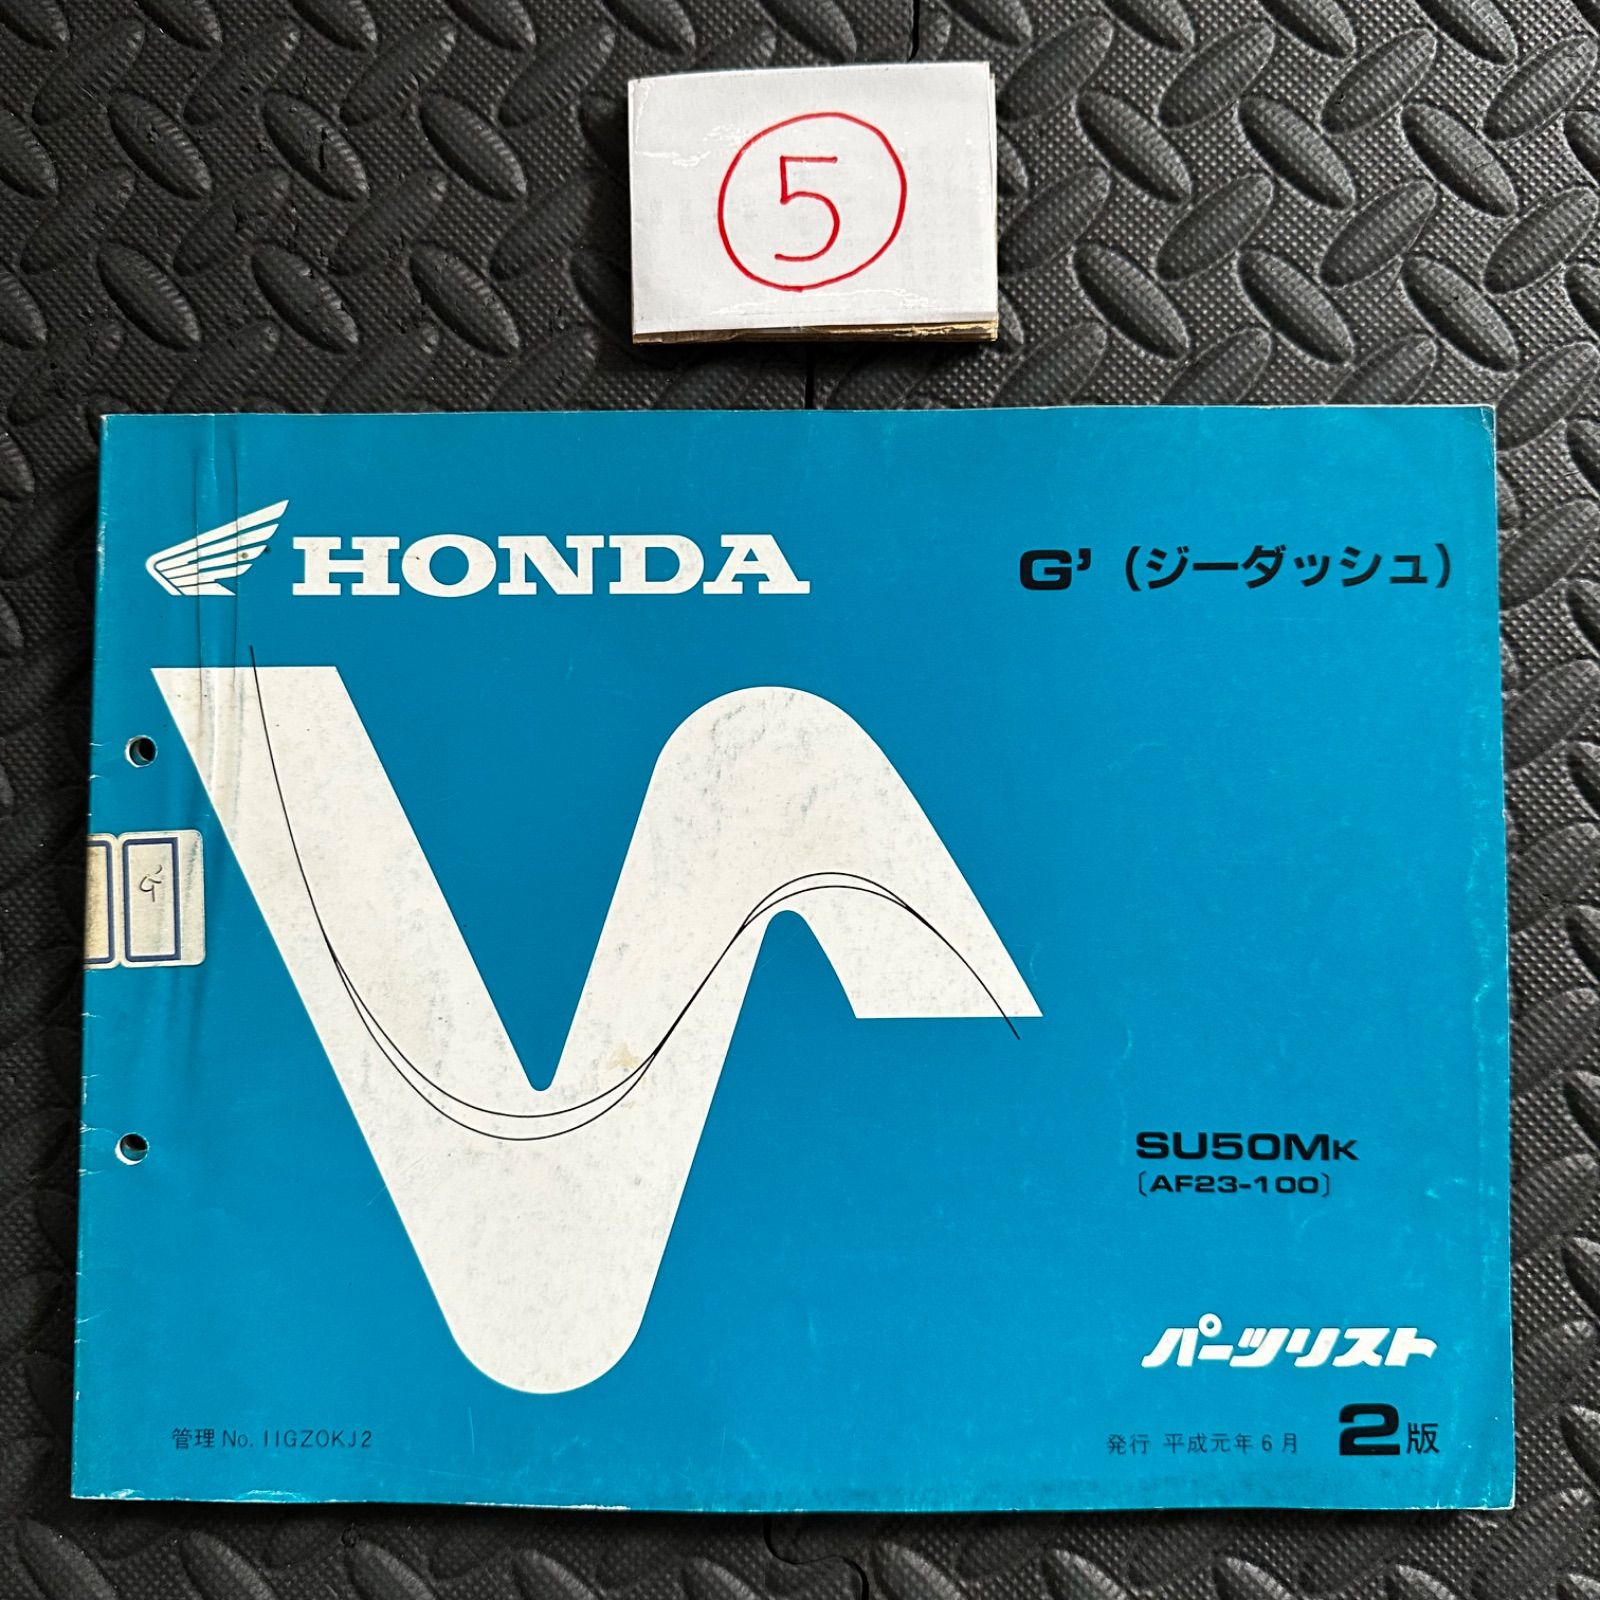 5
HONDA
G' (ジーダッシュ)
G'
SU50MK
〔AF23-100〕
パーツリスト
管理 No. 11GZ0KJ2
発行 平成元年6月 2版